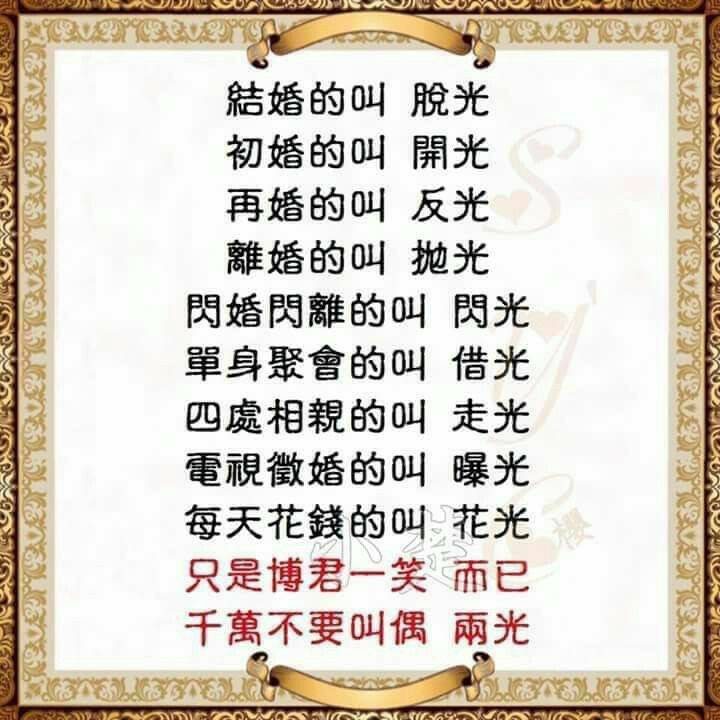 結婚的叫 脫光
初婚的叫 開光
再婚的叫 反光
離婚的叫 拋光
閃婚閃離的叫 閃光
單身聚會的叫 借光
四處相親的叫 走光
電視徵婚的叫 曝光
每天花錢的叫 花光
只是博君一笑 而已
千萬不要叫偶 兩光
小楚
櫻